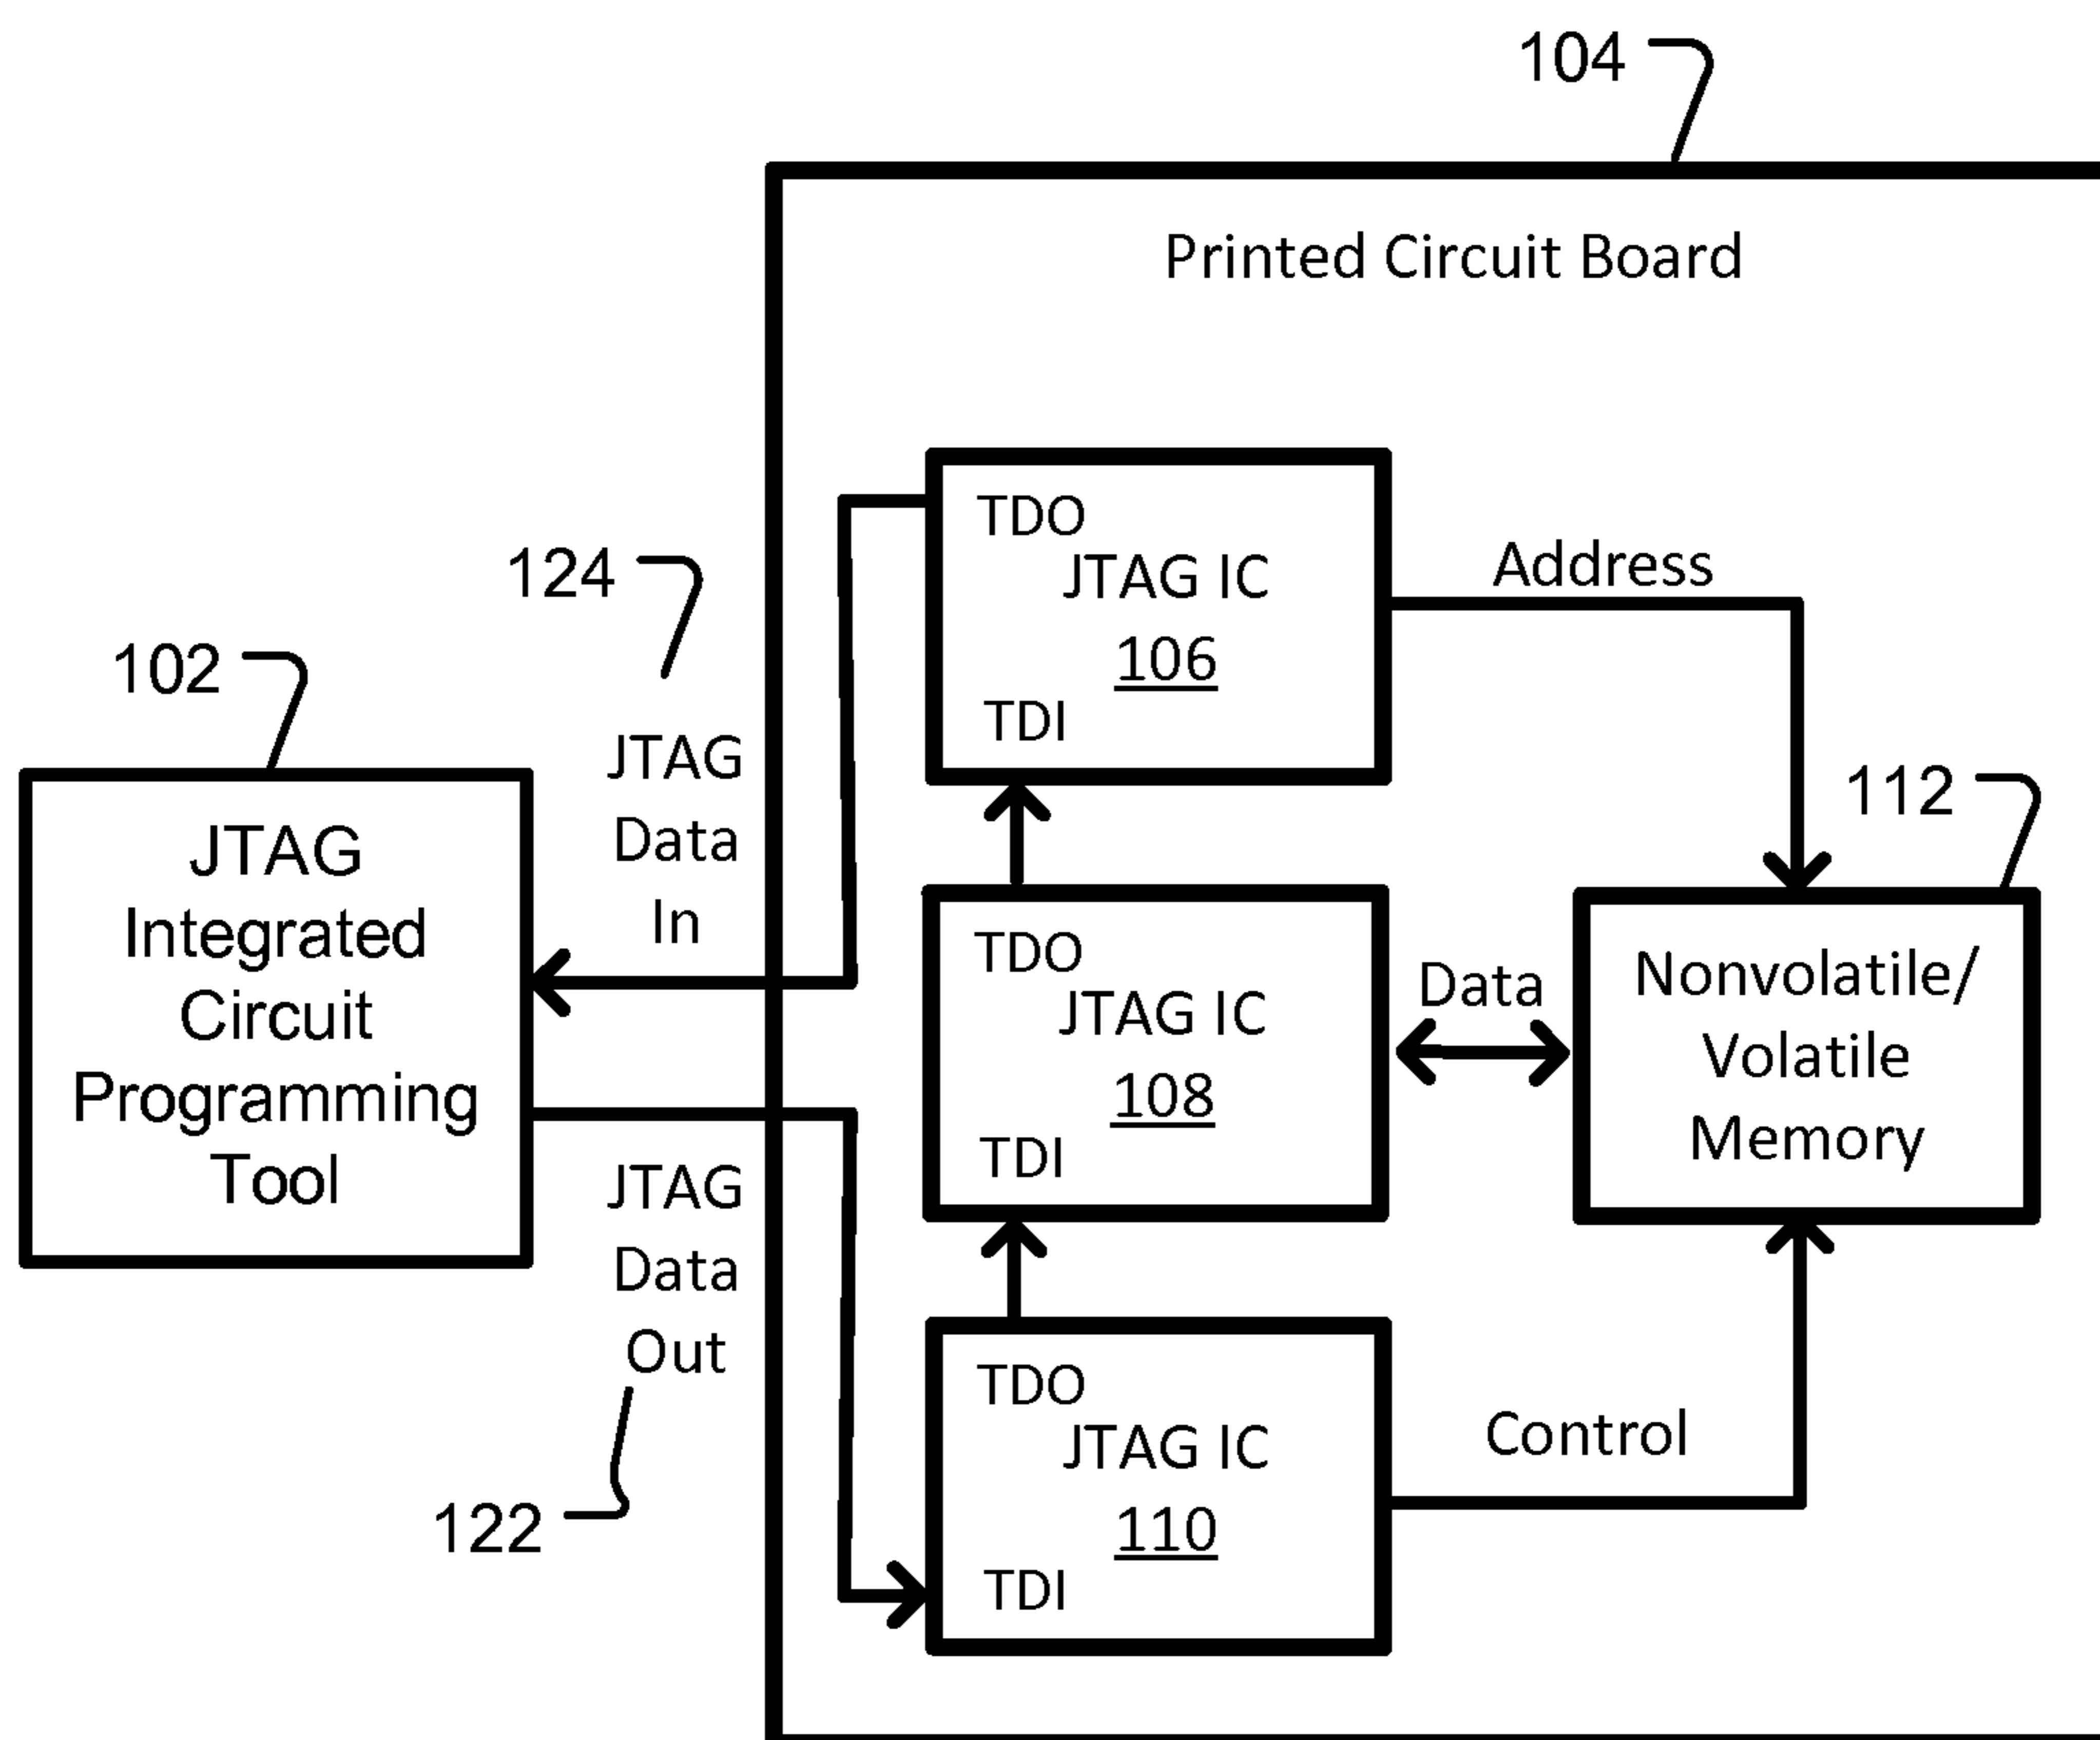 104
Printed Circuit Board
124
102
JTAG
Integrated
Circuit
Programming
Tool
JTAG
Data
In
JTAG
Data
Out
122
TDO
JTAG IC
106
TDI
Address
TDO
JTAG IC
108
TDI
Data
112
Nonvolatile/
Volatile
Memory
TDO
JTAG IC
110
TDI
Control